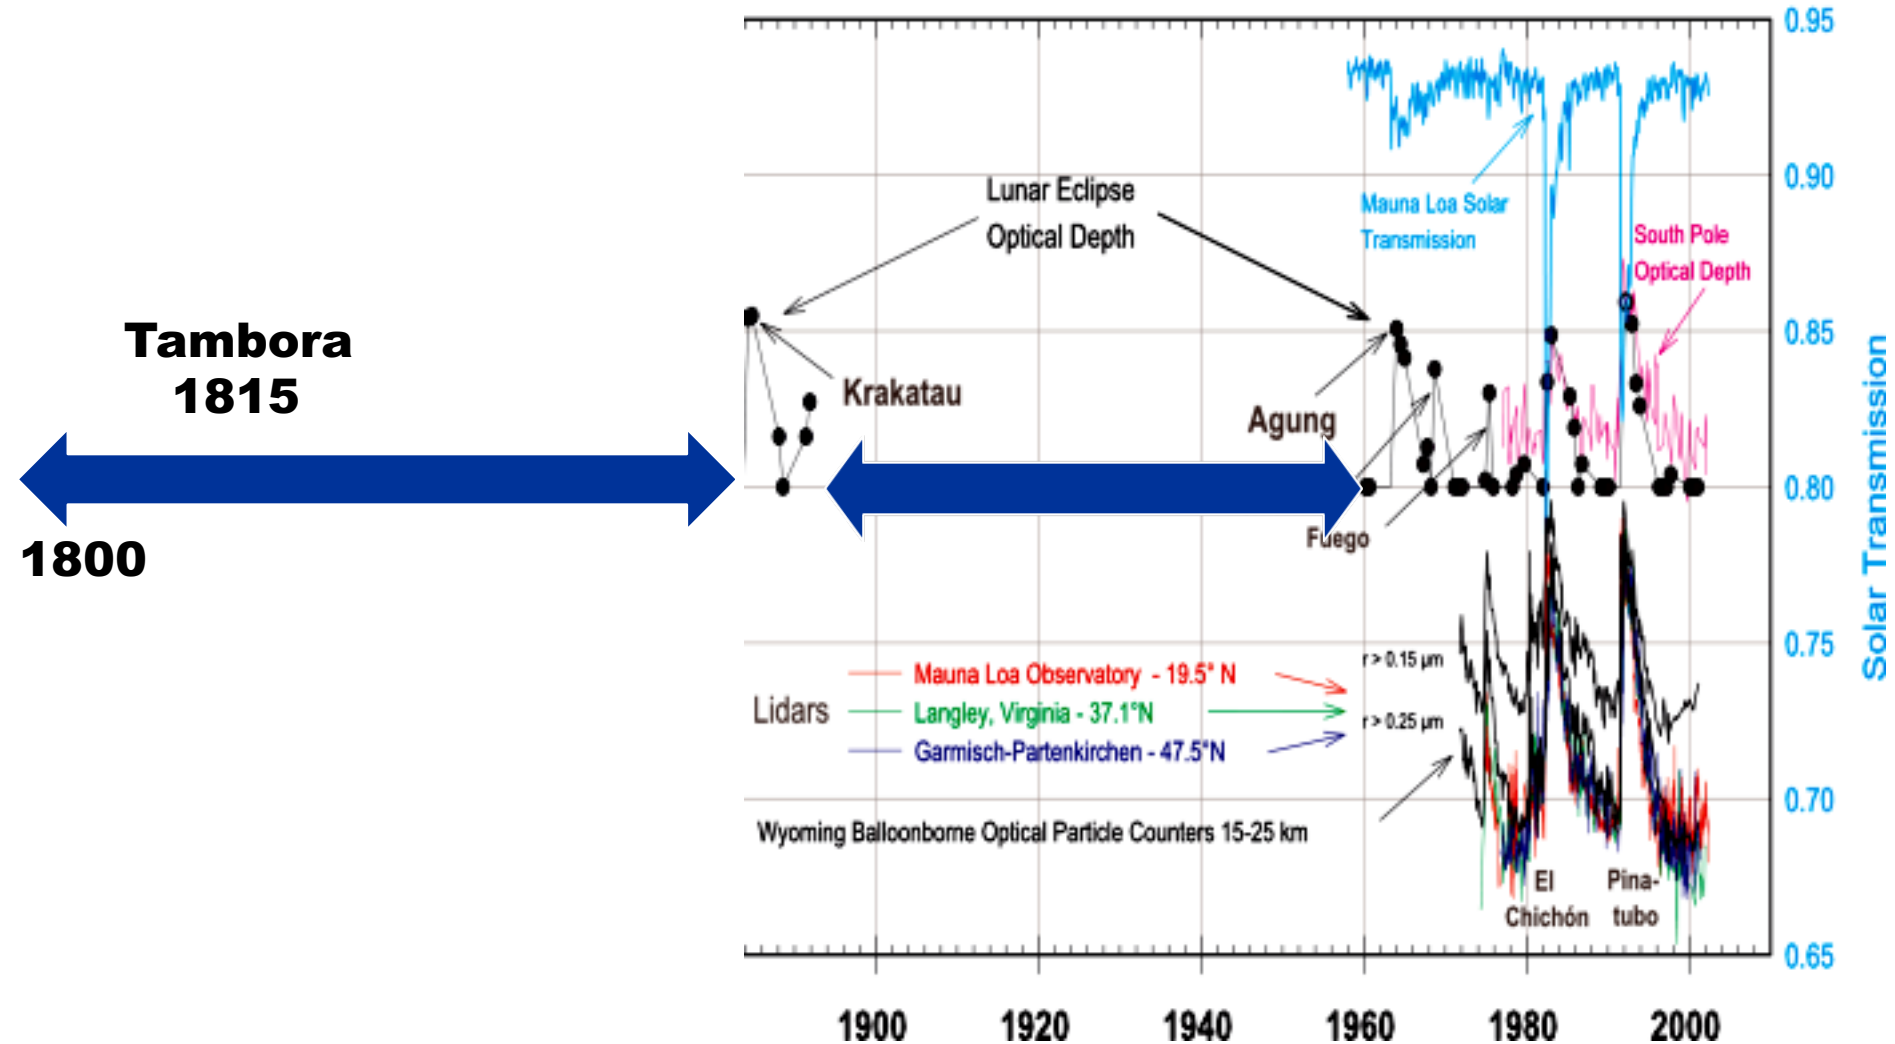 Tambora
1815
1800
Lunar Eclipse
Optical Depth
Krakatau
Agung
Fuego
Mauna Loa Solar
Transmission
South Pole
Optical Depth
r > 0.15 µm
r > 0.25 µm
Lidars
Mauna Loa Observatory - 19.5° N
Langley, Virginia - 37.1°N
Garmisch-Partenkirchen - 47.5°N
Wyoming Balloonborne Optical Particle Counters 15-25 km
El
Chichón
Pina-
tubo
0.95
0.90
0.85
0.80
0.75
0.70
0.65
Solar Transmission
1900 1920 1940 1960 1980 2000